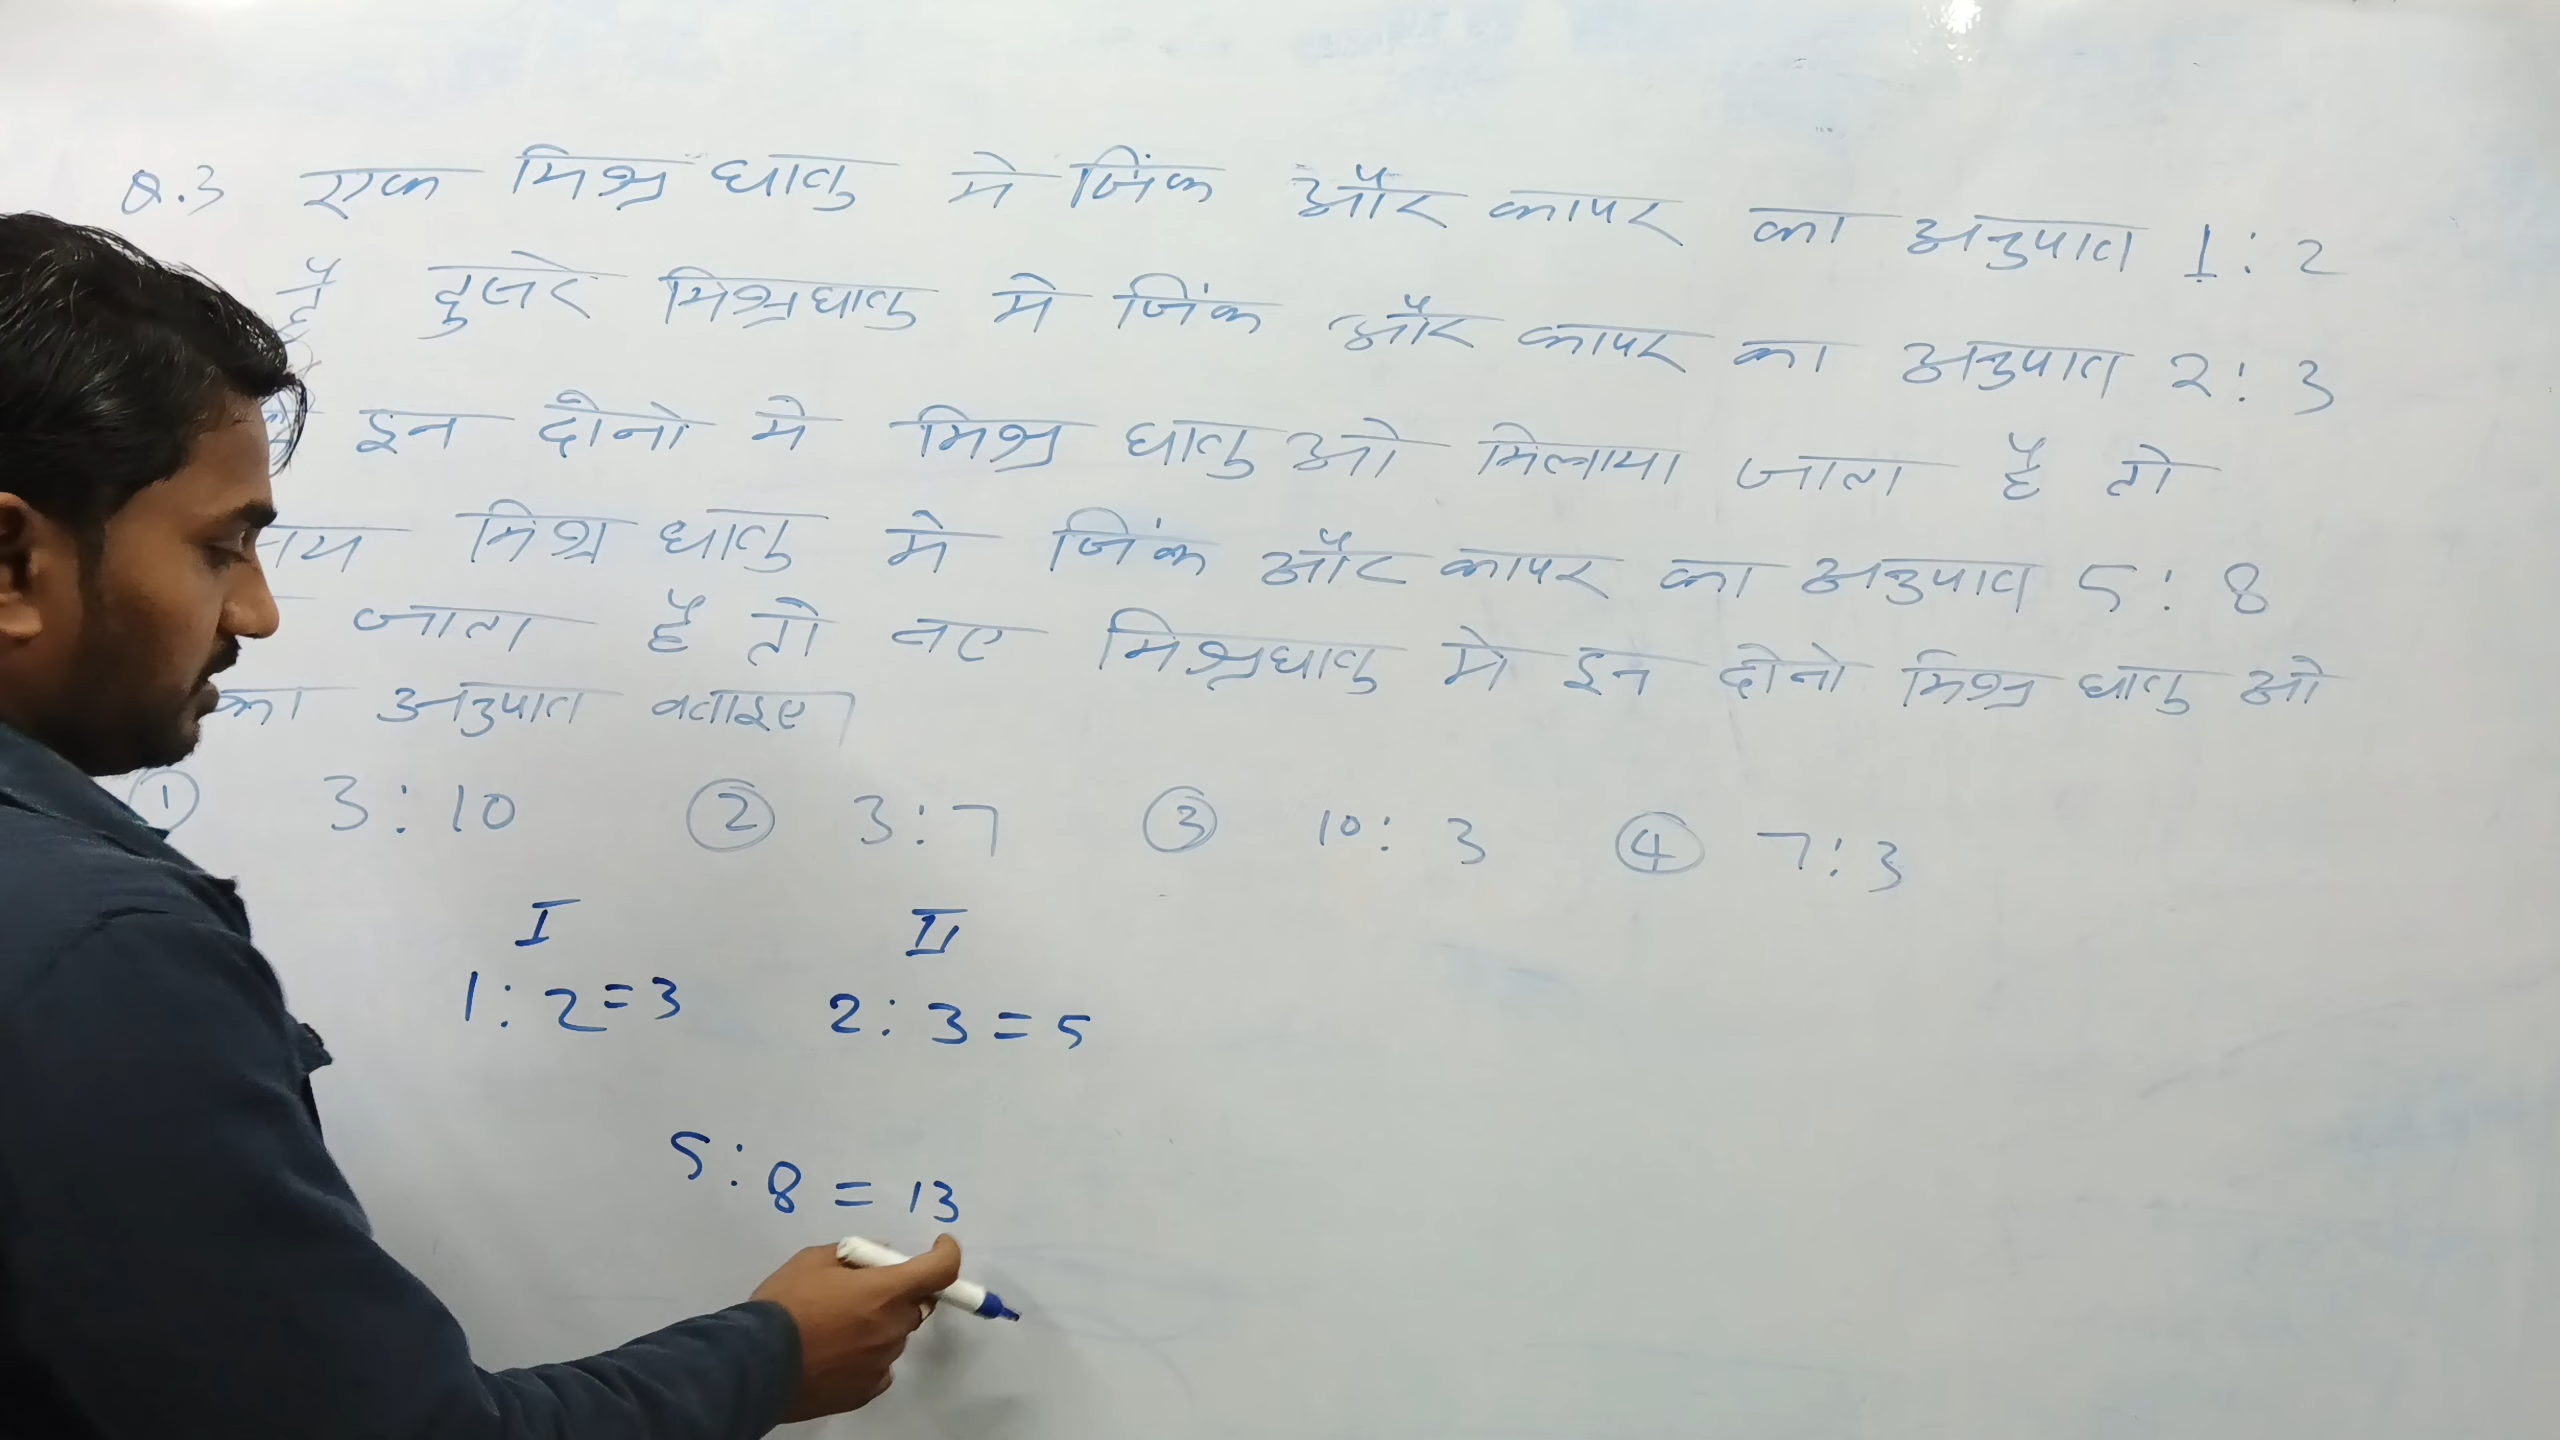 Q.3 एक मिश्र धातु मे जिंक और कापर का अनुपात 1:2
है दुसरे मिश्रधातु मे जिंक और कापर का अनुपात 2:3
इन दोनो मे मिश्र धातुओ मिलाया जाता है तो
मिश्र धातु मे जिंक और कापर का अनुपात 5:8
जाता है तो नए मिश्रधातु मे इन दोनो मिश्र धातुओ
का अनुपात बताइए।
① 3:10 ② 3:7 ③ 10:3 ④ 7:3
I II
1:2=3 2:3=5
5:8=13